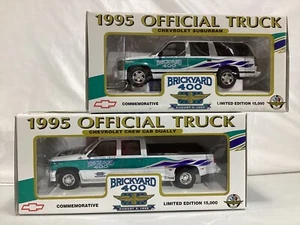 1995 OFFICIAL TRUCK
CHEVROLET SUBURBAN
BRICKYARD
400
COMMEMORATIVE
LIMITED EDITION 15,000
1995 OFFICIAL TRUCK
CHEVROLET CREW CAB DUALLY
BRICKYARD
400
COMMEMORATIVE
LIMITED EDITION 15,000